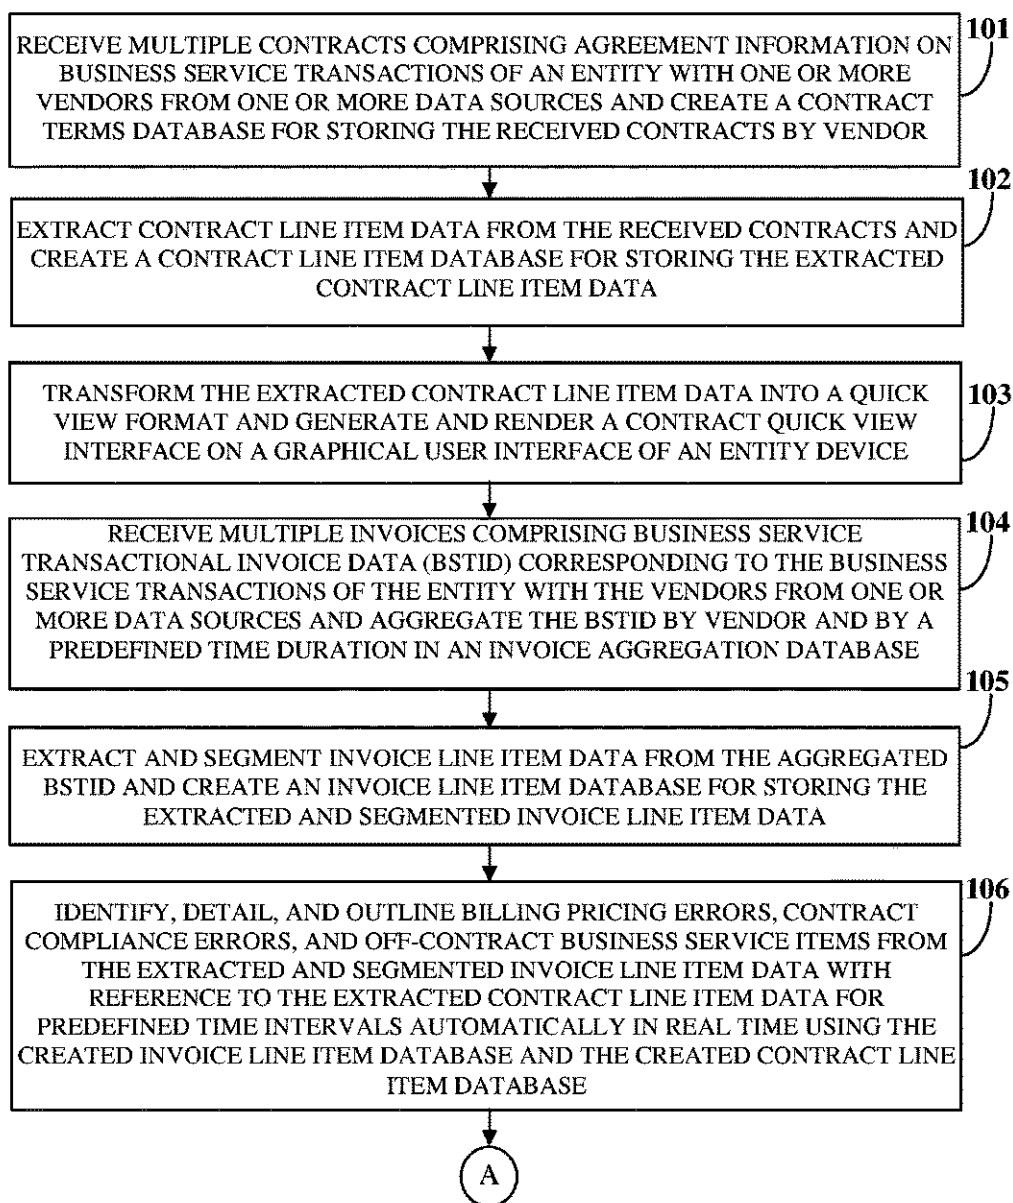 101
RECEIVE MULTIPLE CONTRACTS COMPRISING AGREEMENT INFORMATION ON
BUSINESS SERVICE TRANSACTIONS OF AN ENTITY WITH ONE OR MORE
VENDORS FROM ONE OR MORE DATA SOURCES AND CREATE A CONTRACT
TERMS DATABASE FOR STORING THE RECEIVED CONTRACTS BY VENDOR
102
EXTRACT CONTRACT LINE ITEM DATA FROM THE RECEIVED CONTRACTS AND
CREATE A CONTRACT LINE ITEM DATABASE FOR STORING THE EXTRACTED
CONTRACT LINE ITEM DATA
103
TRANSFORM THE EXTRACTED CONTRACT LINE ITEM DATA INTO A QUICK
VIEW FORMAT AND GENERATE AND RENDER A CONTRACT QUICK VIEW
INTERFACE ON A GRAPHICAL USER INTERFACE OF AN ENTITY DEVICE
104
RECEIVE MULTIPLE INVOICES COMPRISING BUSINESS SERVICE
TRANSACTIONAL INVOICE DATA (BSTID) CORRESPONDING TO THE BUSINESS
SERVICE TRANSACTIONS OF THE ENTITY WITH THE VENDORS FROM ONE OR
MORE DATA SOURCES AND AGGREGATE THE BSTID BY VENDOR AND BY A
PREDEFINED TIME DURATION IN AN INVOICE AGGREGATION DATABASE
105
EXTRACT AND SEGMENT INVOICE LINE ITEM DATA FROM THE AGGREGATED
BSTID AND CREATE AN INVOICE LINE ITEM DATABASE FOR STORING THE
EXTRACTED AND SEGMENTED INVOICE LINE ITEM DATA
106
IDENTIFY, DETAIL, AND OUTLINE BILLING PRICING ERRORS, CONTRACT
COMPLIANCE ERRORS, AND OFF-CONTRACT BUSINESS SERVICE ITEMS FROM
THE EXTRACTED AND SEGMENTED INVOICE LINE ITEM DATA WITH
REFERENCE TO THE EXTRACTED CONTRACT LINE ITEM DATA FOR
PREDEFINED TIME INTERVALS AUTOMATICALLY IN REAL TIME USING THE
CREATED INVOICE LINE ITEM DATABASE AND THE CREATED CONTRACT LINE
ITEM DATABASE
A